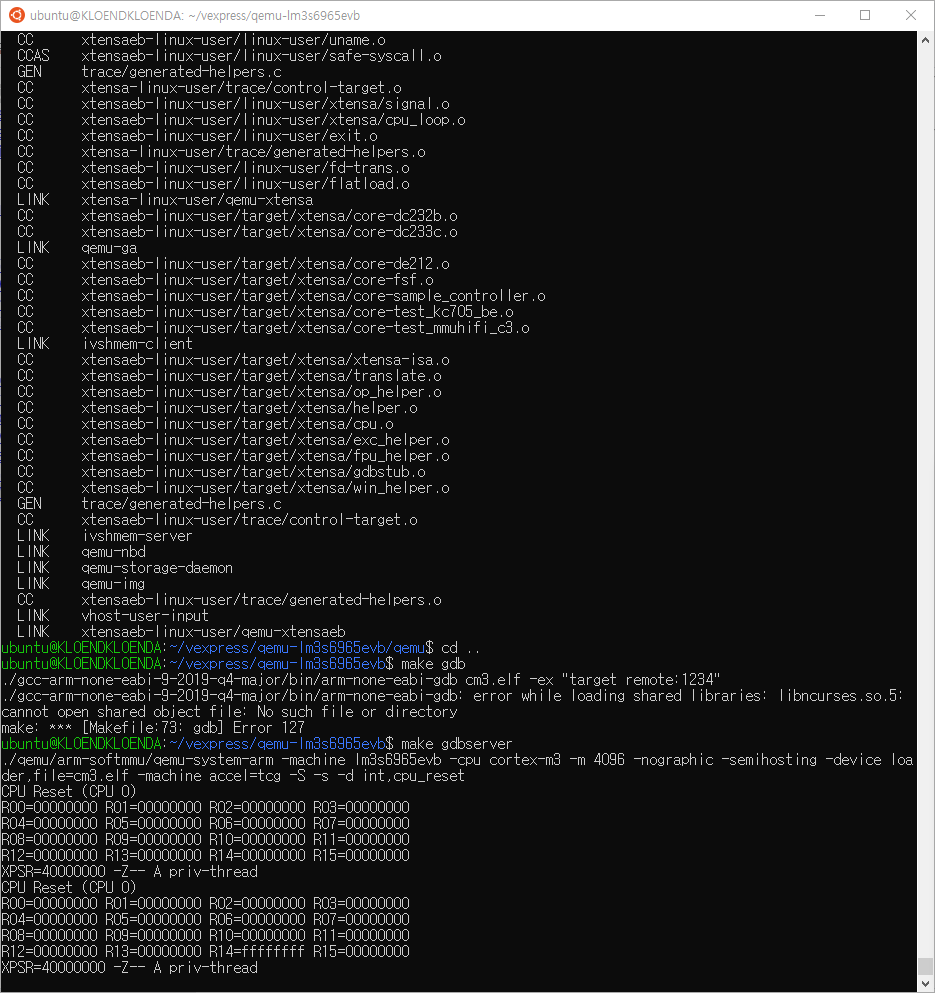 ubuntu@KLOENDKLOENDA: ~/vexpress/qemu-lm3s6965evb
CC xtensaeb-linux-user/linux-user/uname.o
CCAS xtensaeb-linux-user/linux-user/safe-syscall.o
GEN trace/generated-helpers.c
CC xtensa-linux-user/trace/control-target.o
CC xtensaeb-linux-user/linux-user/xtensa/signal.o
CC xtensaeb-linux-user/linux-user/xtensa/cpu_loop.o
CC xtensaeb-linux-user/linux-user/exit.o
CC xtensa-linux-user/trace/generated-helpers.o
CC xtensaeb-linux-user/linux-user/fd-trans.o
CC xtensaeb-linux-user/linux-user/flatload.o
LINK xtensa-linux-user/qemu-xtensa
CC xtensaeb-linux-user/target/xtensa/core-dc232b.o
CC xtensaeb-linux-user/target/xtensa/core-dc233c.o
LINK qemu-ga
CC xtensaeb-linux-user/target/xtensa/core-de212.o
CC xtensaeb-linux-user/target/xtensa/core-fsf.o
CC xtensaeb-linux-user/target/xtensa/core-sample_controller.o
CC xtensaeb-linux-user/target/xtensa/core-test_kc705_be.o
CC xtensaeb-linux-user/target/xtensa/core-test_mmuhifi_c3.o
LINK ivshmem-client
CC xtensaeb-linux-user/target/xtensa/xtensa-isa.o
CC xtensaeb-linux-user/target/xtensa/translate.o
CC xtensaeb-linux-user/target/xtensa/op_helper.o
CC xtensaeb-linux-user/target/xtensa/helper.o
CC xtensaeb-linux-user/target/xtensa/cpu.o
CC xtensaeb-linux-user/target/xtensa/exc_helper.o
CC xtensaeb-linux-user/target/xtensa/fpu_helper.o
CC xtensaeb-linux-user/target/xtensa/gdbstub.o
CC xtensaeb-linux-user/target/xtensa/win_helper.o
GEN trace/generated-helpers.c
CC xtensaeb-linux-user/trace/control-target.o
LINK ivshmem-server
LINK qemu-nbd
LINK qemu-storage-daemon
LINK qemu-img
CC xtensaeb-linux-user/trace/generated-helpers.o
LINK vhost-user-input
LINK xtensaeb-linux-user/qemu-xtensaeb
ubuntu@KLOENDKLOENDA:~/vexpress/qemu-lm3s6965evb/qemu$ cd ..
ubuntu@KLOENDKLOENDA:~/vexpress/qemu-lm3s6965evb$ make gdb
./gcc-arm-none-eabi-9-2019-q4-major/bin/arm-none-eabi-gdb cm3.elf -ex "target remote:1234"
./gcc-arm-none-eabi-9-2019-q4-major/bin/arm-none-eabi-gdb: error while loading shared libraries: libncurses.so.5:
cannot open shared object file: No such file or directory
make: *** [Makefile:73: gdb] Error 127
ubuntu@KLOENDKLOENDA:~/vexpress/qemu-lm3s6965evb$ make gdbserver
./qemu/arm-softmmu/qemu-system-arm -machine lm3s6965evb -cpu cortex-m3 -m 4096 -nographic -semihosting -device loa
der,file=cm3.elf -machine accel=tcg -S -s -d int,cpu_reset
CPU Reset (CPU 0)
R00=00000000 R01=00000000 R02=00000000 R03=00000000
R04=00000000 R05=00000000 R06=00000000 R07=00000000
R08=00000000 R09=00000000 R10=00000000 R11=00000000
R12=00000000 R13=00000000 R14=00000000 R15=00000000
XPSR=40000000 -Z-- A priv-thread
CPU Reset (CPU 0)
R00=00000000 R01=00000000 R02=00000000 R03=00000000
R04=00000000 R05=00000000 R06=00000000 R07=00000000
R08=00000000 R09=00000000 R10=00000000 R11=00000000
R12=00000000 R13=00000000 R14=ffffffff R15=00000000
XPSR=40000000 -Z-- A priv-thread